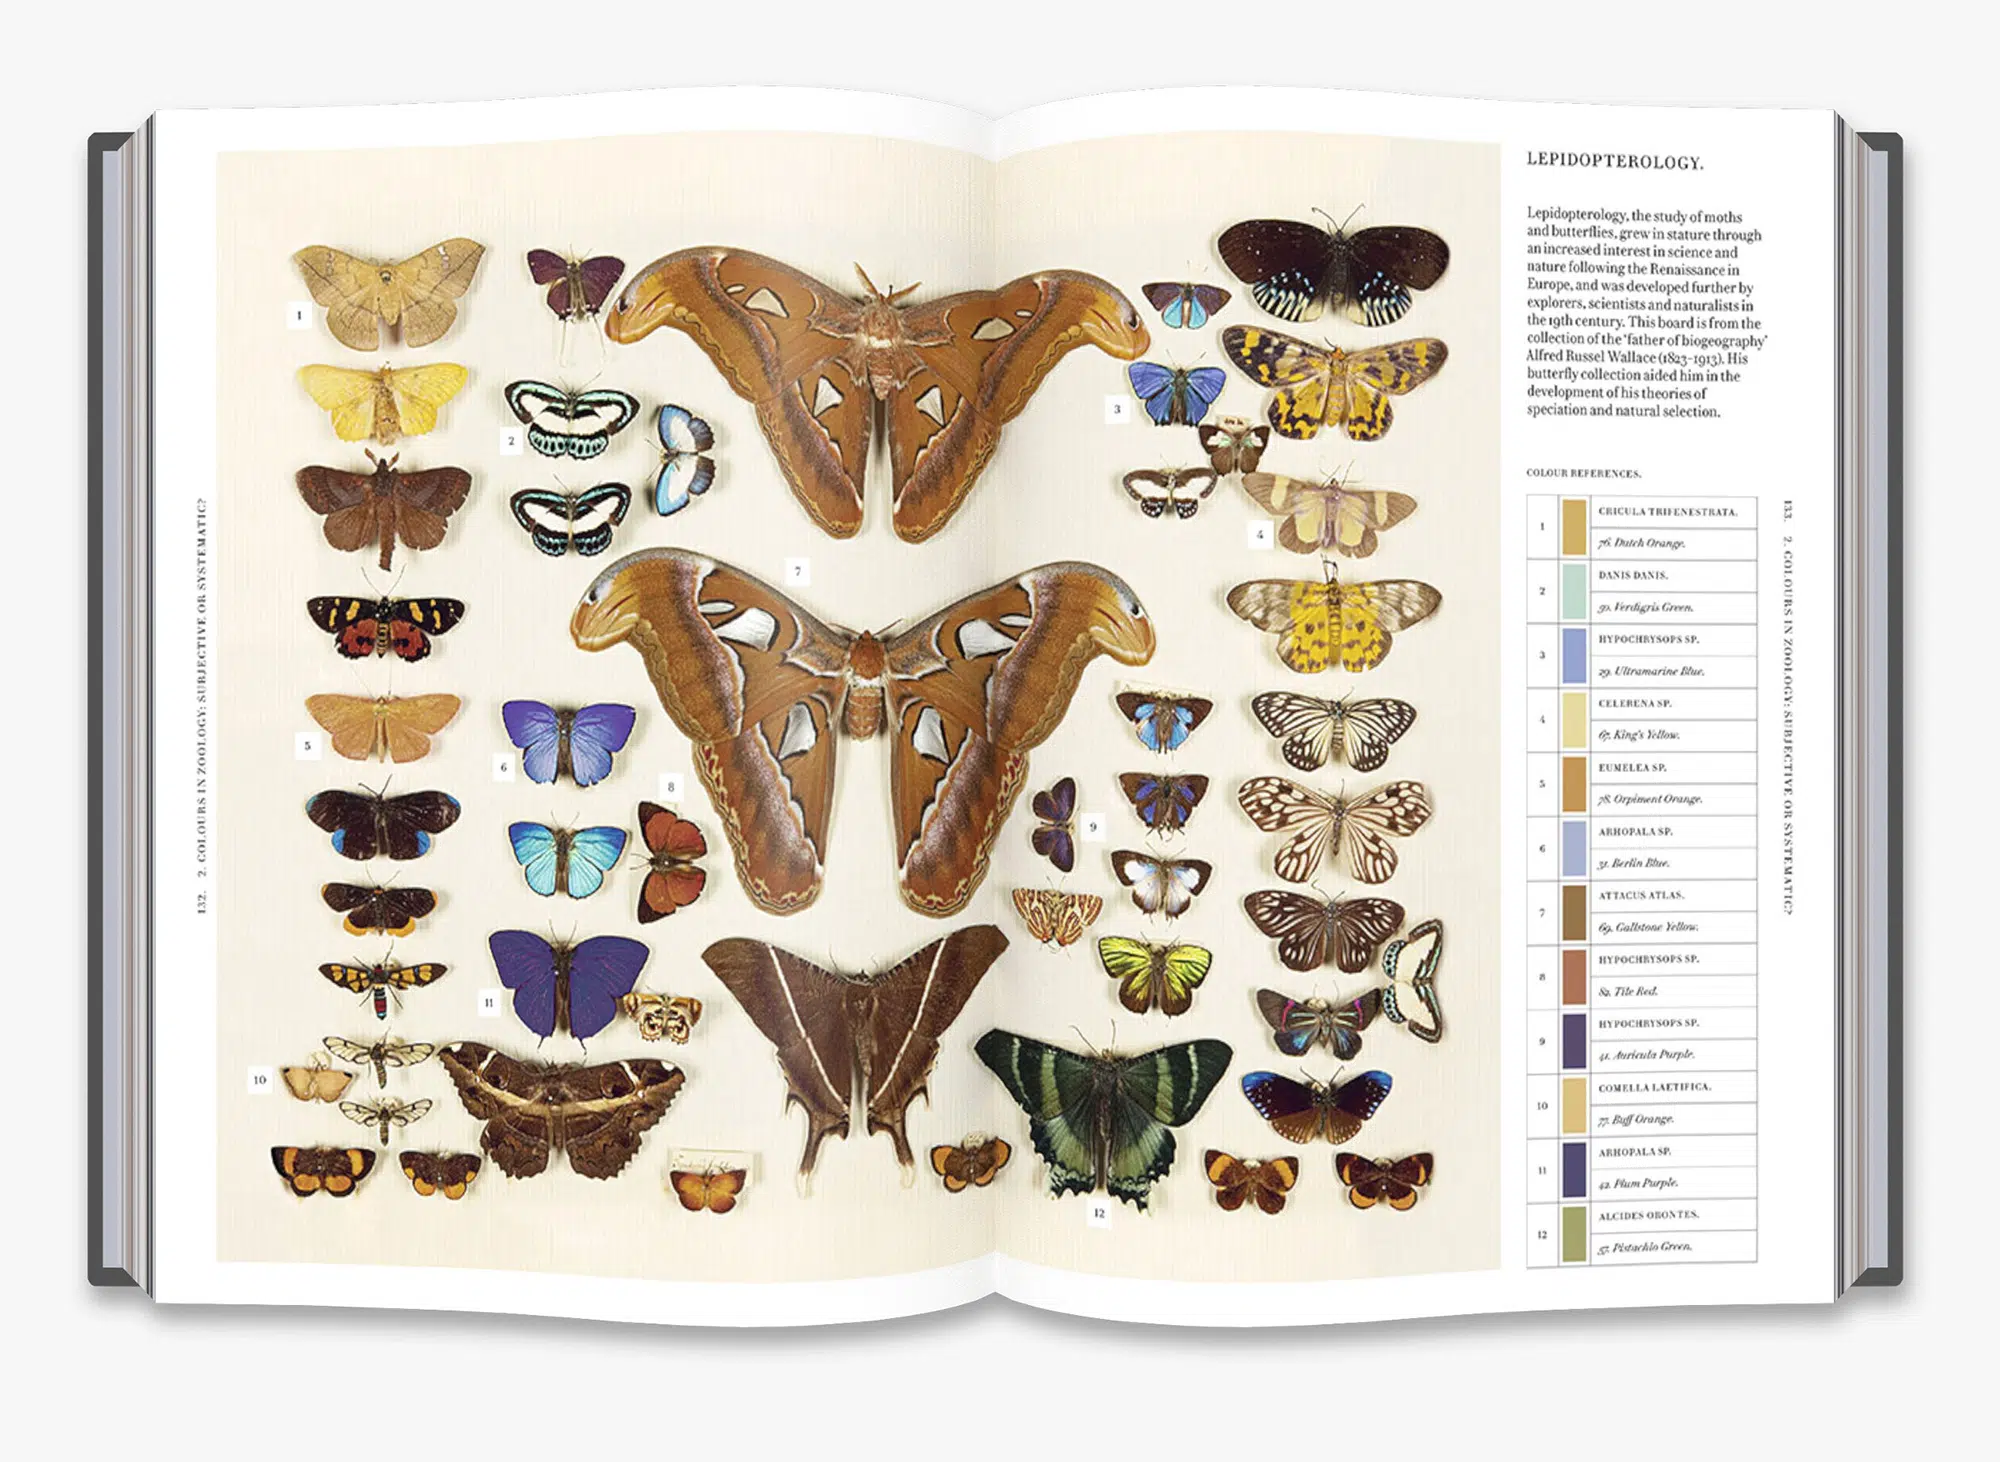 132. 2. COLOURS IN ZOOLOGY: SUBJECTIVE OR SYSTEMATIC?
1
2
3
4
5
6
7
8
9
10
11
12
LEPIDOPTEROLOGY.
Lepidopterology, the study of moths
and butterflies, grew in stature through
an increased interest in science and
nature following the Renaissance in
Europe, and was developed further by
explorers, scientists and naturalists in
the 19th century. This board is from the
collection of the 'father of biogeography'
Alfred Russel Wallace (1823–1913). His
butterfly collection aided him in the
development of his theories of
speciation and natural selection.
COLOUR REFERENCES.
1
CRICULA TRIFENESTRATA.
76. Dutch Orange.
2
DANIS DANIS.
50. Verdigris Green.
3
HYPOCHRYSOPS SP.
29. Ultramarine Blue.
4
CELERENA SP.
67. King's Yellow.
5
EUMELEA SP.
78. Orpiment Orange.
6
ARHOPALA SP.
31. Berlin Blue.
7
ATTACUS ATLAS.
69. Gallstone Yellow.
8
HYPOCHRYSOPS SP.
82. Tile Red.
9
HYPOCHRYSOPS SP.
41. Auricula Purple.
10
COMELLA LAETIFICA.
77. Buff Orange.
11
ARHOPALA SP.
42. Plum Purple.
12
ALCIDES ORONTES.
57. Pistachio Green.
133. 2. COLOURS IN ZOOLOGY: SUBJECTIVE OR SYSTEMATIC?